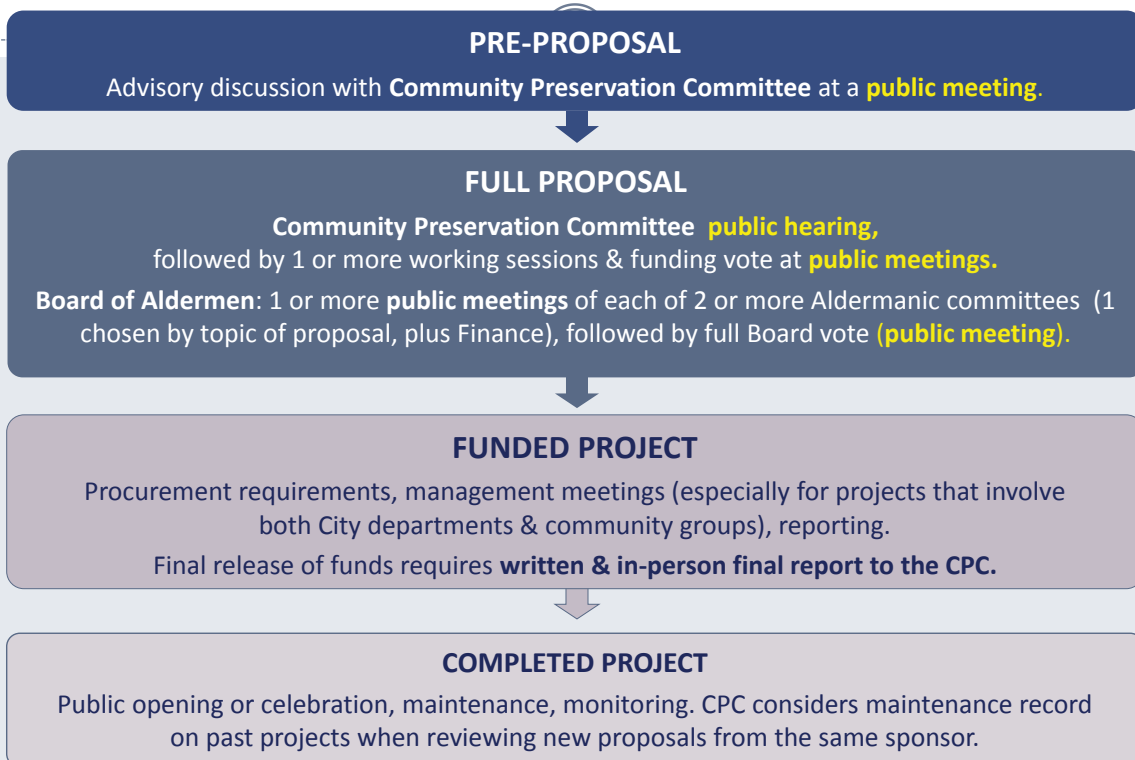 PRE-PROPOSAL
Advisory discussion with Community Preservation Committee at a public meeting.
FULL PROPOSAL
Community Preservation Committee public hearing,
followed by 1 or more working sessions & funding vote at public meetings.
Board of Aldermen: 1 or more public meetings of each of 2 or more Aldermanic committees (1
chosen by topic of proposal, plus Finance), followed by full Board vote (public meeting).
FUNDED PROJECT
Procurement requirements, management meetings (especially for projects that involve
both City departments & community groups), reporting.
Final release of funds requires written & in-person final report to the CPC.
COMPLETED PROJECT
Public opening or celebration, maintenance, monitoring. CPC considers maintenance record
on past projects when reviewing new proposals from the same sponsor.